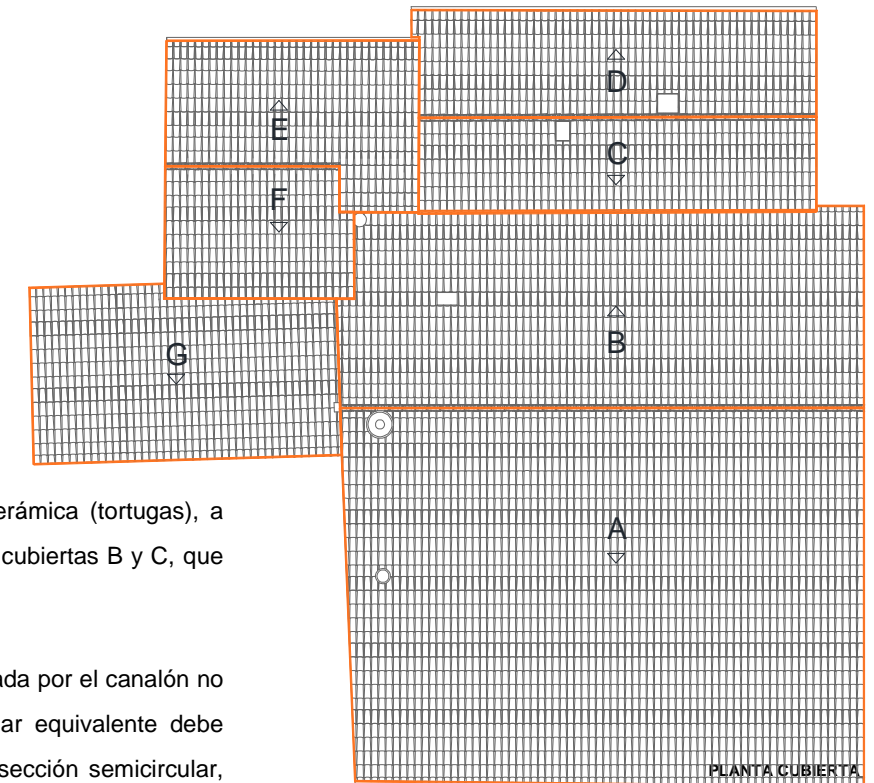 D
E
C
F
B
G
A
erámica (tortugas), a
cubiertas B y C, que
ada por el canalón no
ar equivalente debe
sección semicircular,
PLANTA CUBIERTA